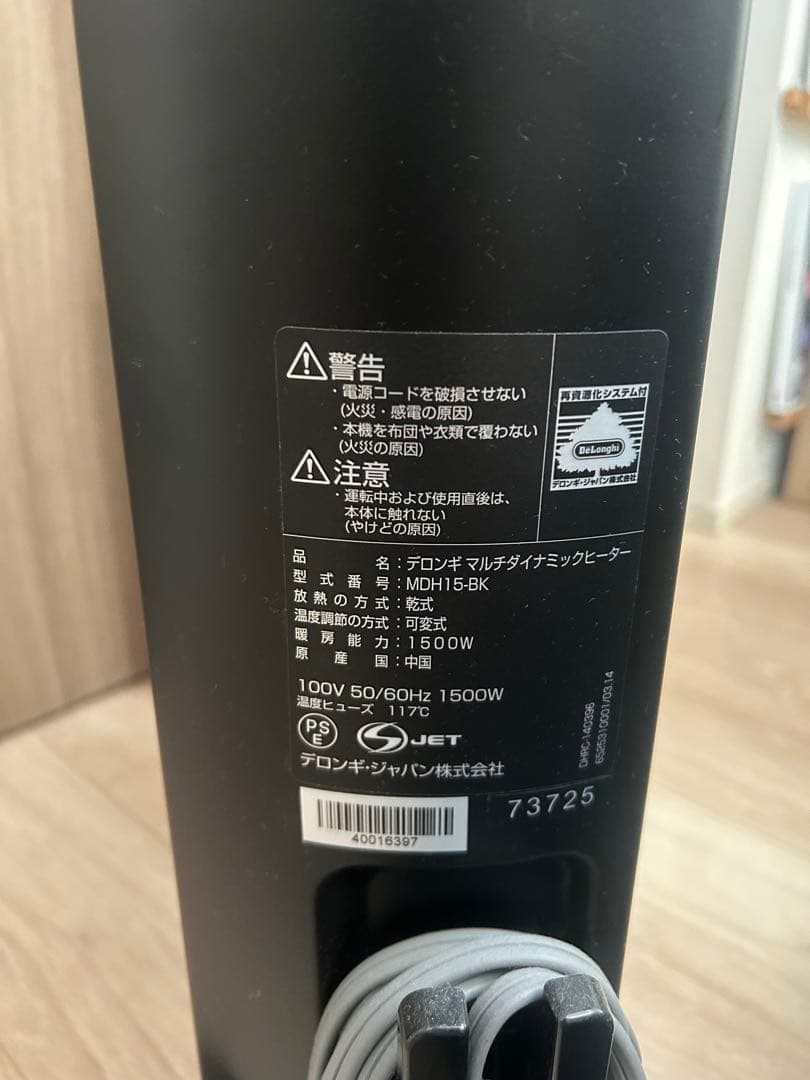 警告
・電源コードを破損させない
(火災・感電の原因)
・本機を布団や衣類で覆わない
(火災の原因)
注意
・運転中および使用直後は、
本体に触れない
(やけどの原因)
再資源化システム付
DeLonghi
デロンギ・ジャパン株式会社
品名:デロンギ マルチダイナミックヒーター
型式番号:MDH15-BK
放熱の方式:乾式
温度調節の方式:可変式
暖房能力:1500W
原産国:中国
100V 50/60Hz 1500W
温度ヒューズ 117℃
PS
E
S JET
デロンギ・ジャパン株式会社
DHRC-140396
6525310001/03.14
40016397
73725